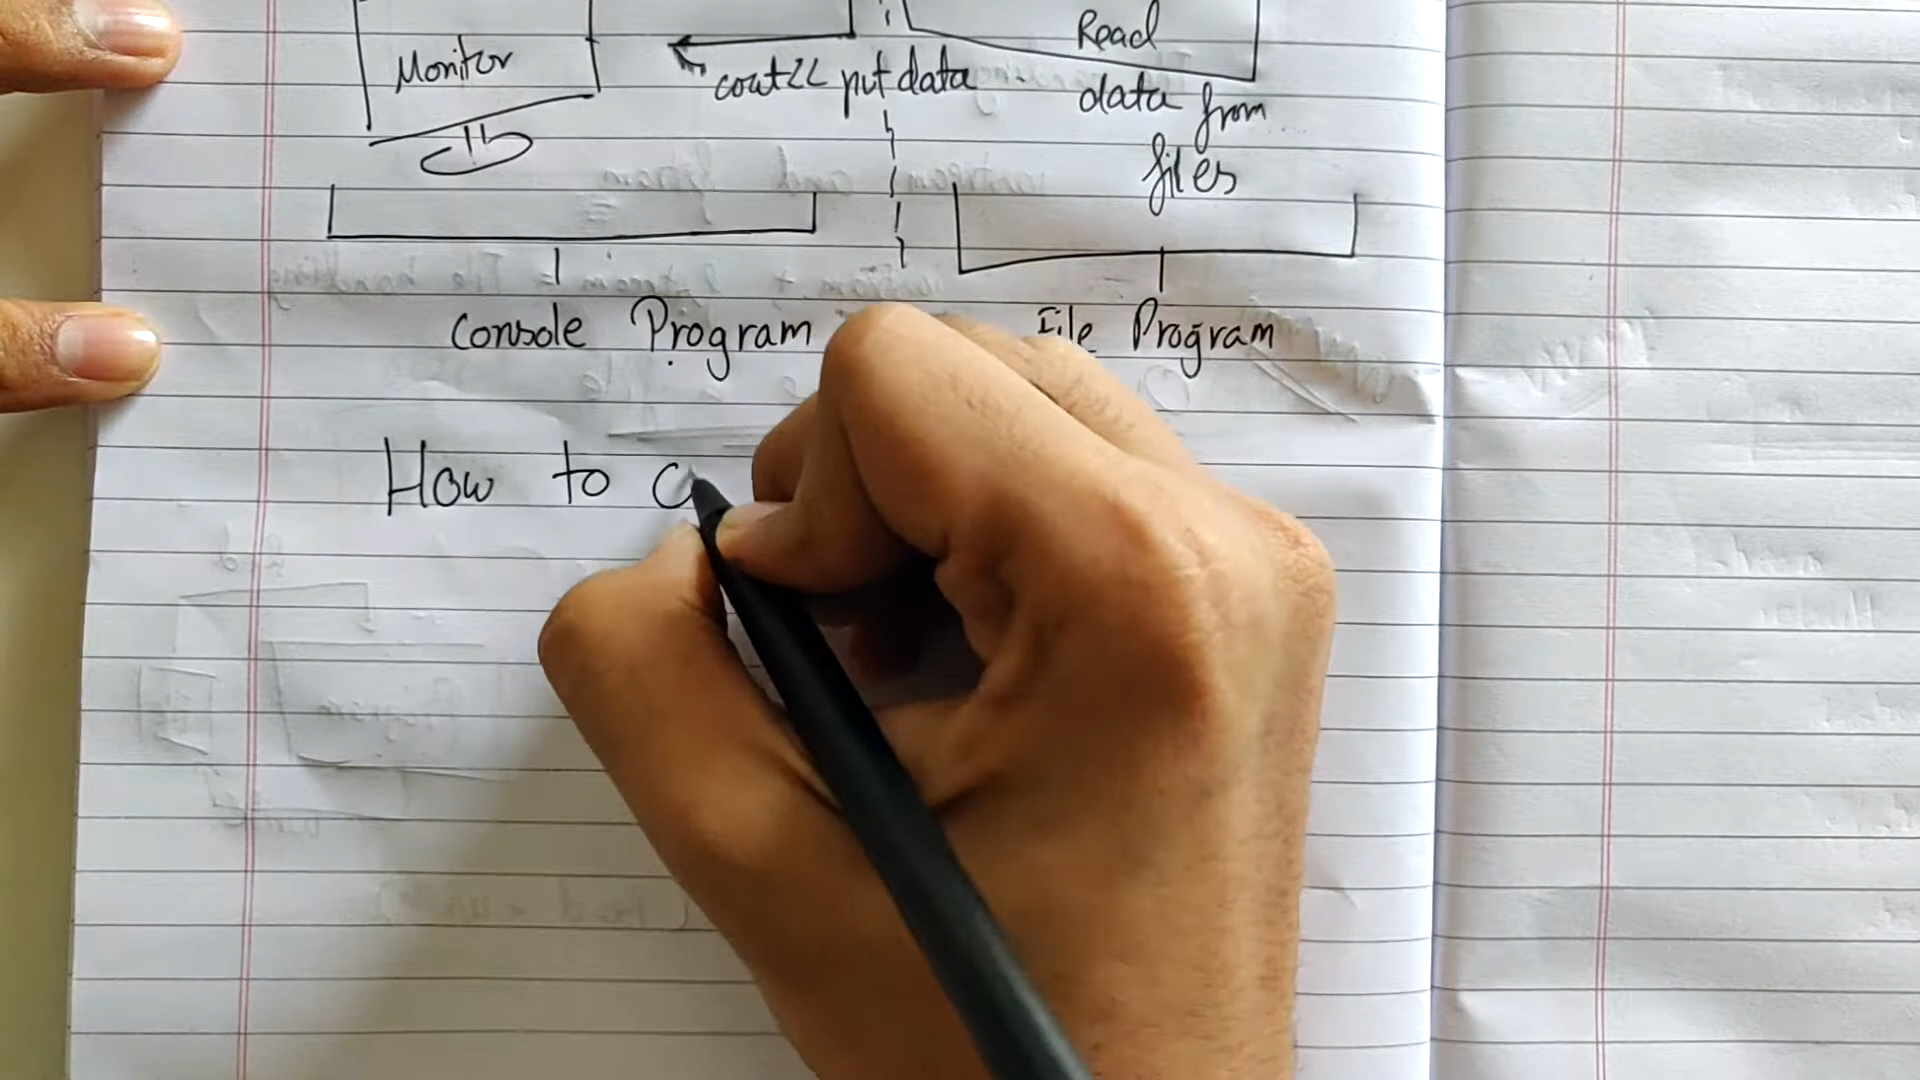 Monitor
cout<< put data
Read
data from
files
Console Program
File Program
How to